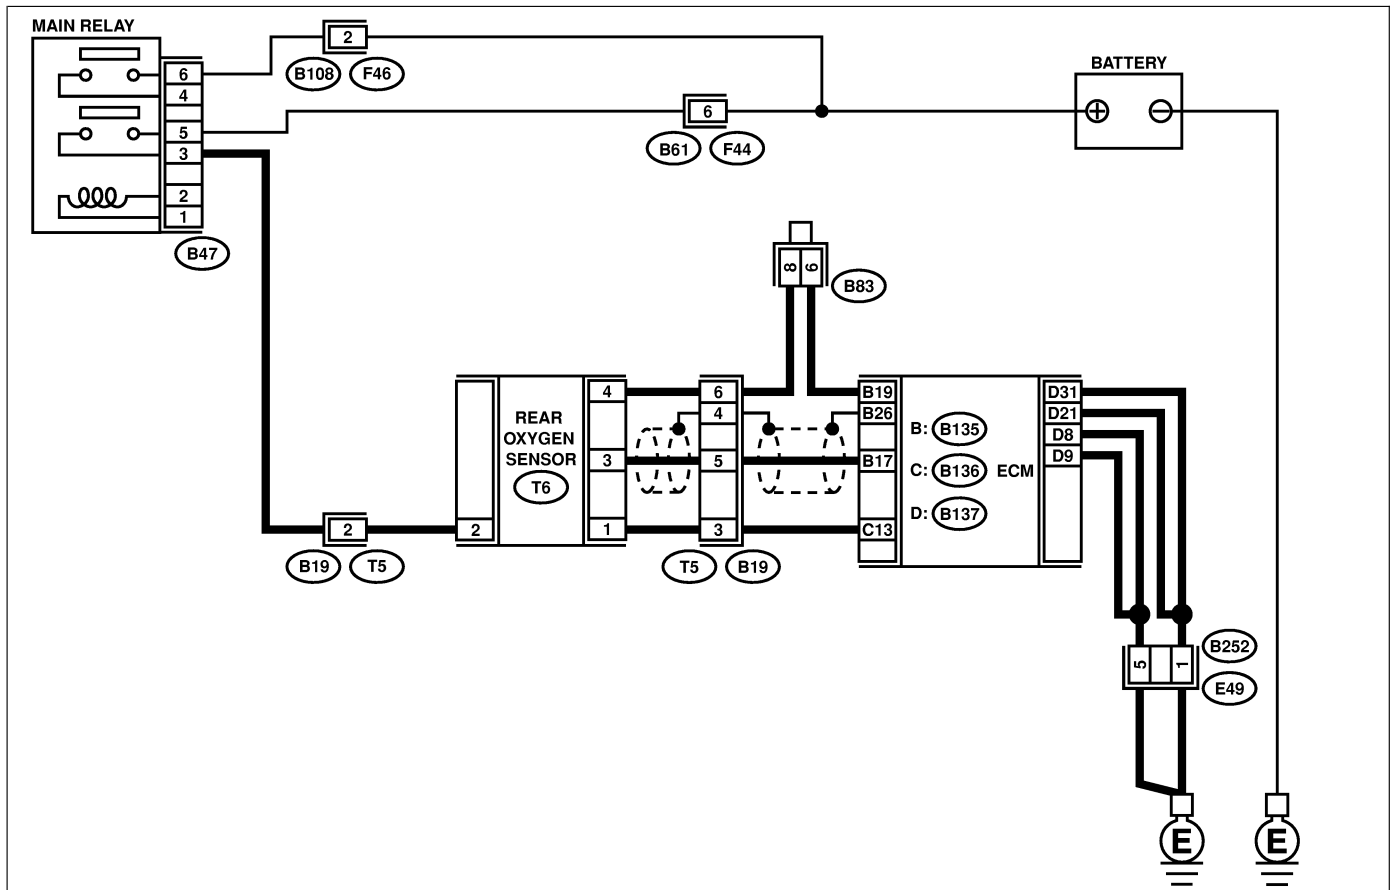 MAIN RELAY
2
B108
F46
BATTERY
6
4
5
3
2
1
B47
6
B61
F44
+
−
8
6
B83
REAR
OXYGEN
SENSOR
T6
2
4
3
1
6
4
5
3
B19
B26
B17
C13
B: B135
C: B136
D: B137
ECM
D31
D21
D8
D9
2
B19
T5
T5
B19
5
1
B252
E49
E
E